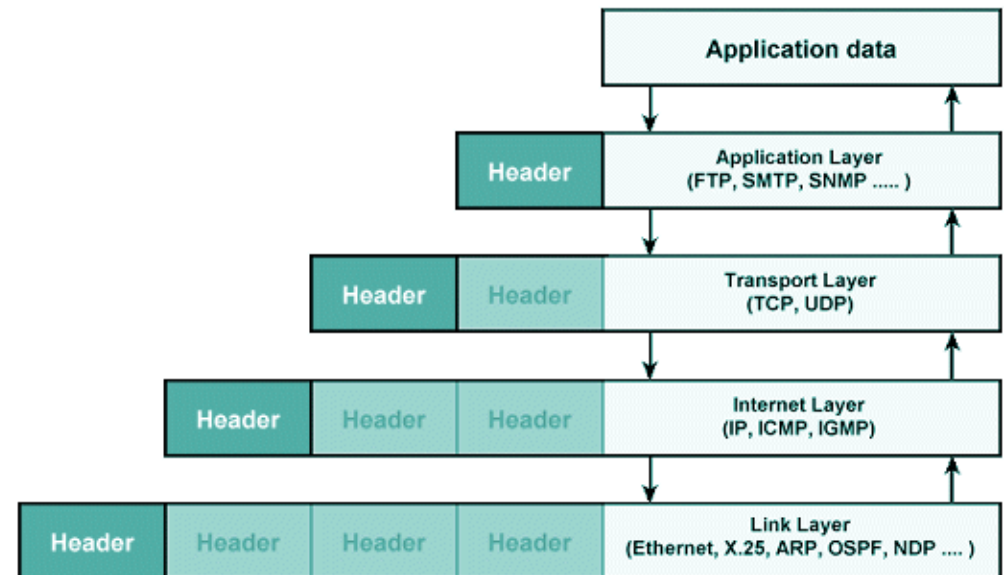 Application data
Header
Application Layer
(FTP, SMTP, SNMP ..... )
Header
Header
Transport Layer
(TCP, UDP)
Header
Header
Header
Internet Layer
(IP, ICMP, IGMP)
Header
Header
Header
Header
Link Layer
(Ethernet, X.25, ARP, OSPF, NDP .... )